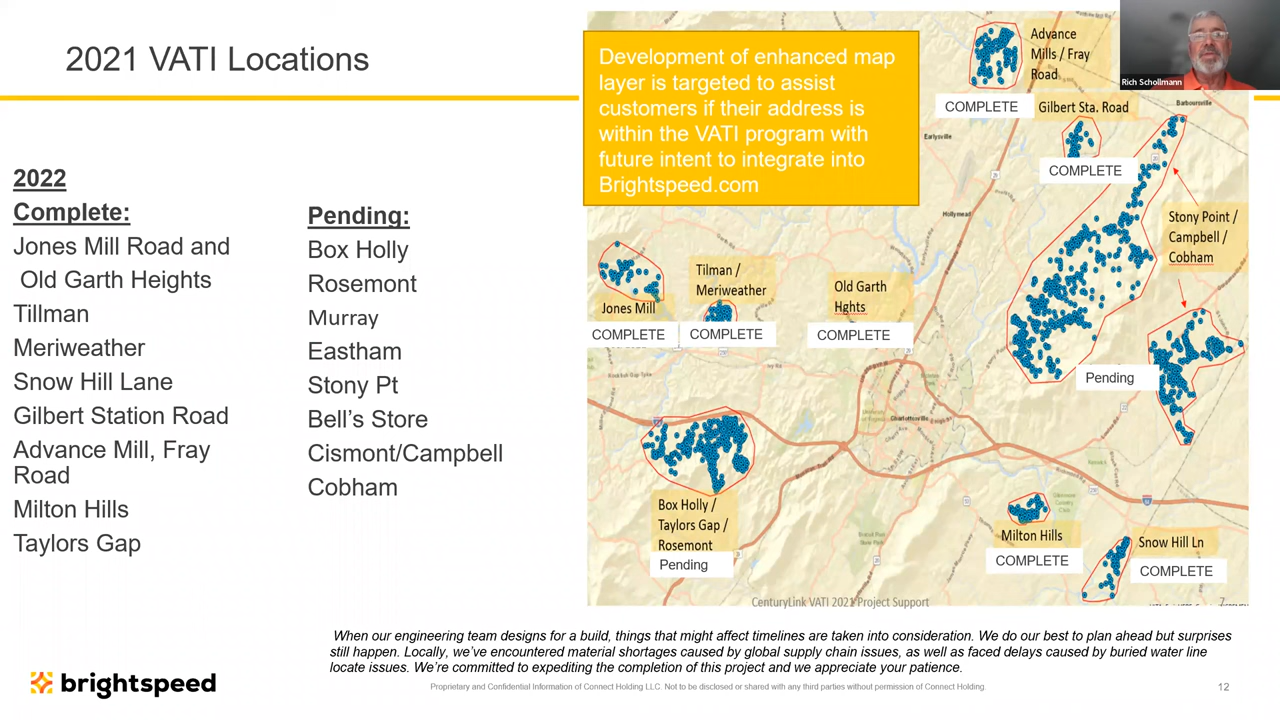 2021 VATI Locations
2022
Complete:
Jones Mill Road and
Old Garth Heights
Tillman
Meriweather
Snow Hill Lane
Gilbert Station Road
Advance Mill, Fray
Road
Milton Hills
Taylors Gap
Pending:
Box Holly
Rosemont
Murray
Eastham
Stony Pt
Bell's Store
Cismont/Campbell
Cobham
Development of enhanced map
layer is targeted to assist
customers if their address is
within the VATI program with
future intent to integrate into
Brightspeed.com
Advance
Mills / Fray
Road
COMPLETE
Gilbert Sta. Road
COMPLETE
Rich Schollmann
Barboursville
Earlysville
Hollymead
Stony Point /
Campbell /
Cobham
Pending
Jones Mill
COMPLETE
Tilman /
Meriweather
COMPLETE
Old Garth
Hghts
COMPLETE
Charlottesville
Box Holly /
Taylors Gap /
Rosemont
Pending
Milton Hills
COMPLETE
Snow Hill Ln
COMPLETE
CenturyLink VATI 2021 Project Support
7
When our engineering team designs for a build, things that might affect timelines are taken into consideration. We do our best to plan ahead but surprises
still happen. Locally, we've encountered material shortages caused by global supply chain issues, as well as faced delays caused by buried water line
locate issues. We're committed to expediting the completion of this project and we appreciate your patience.
brightspeed
Proprietary and Confidential Information of Connect Holding LLC. Not to be disclosed or shared with any third parties without permission of Connect Holding.
12